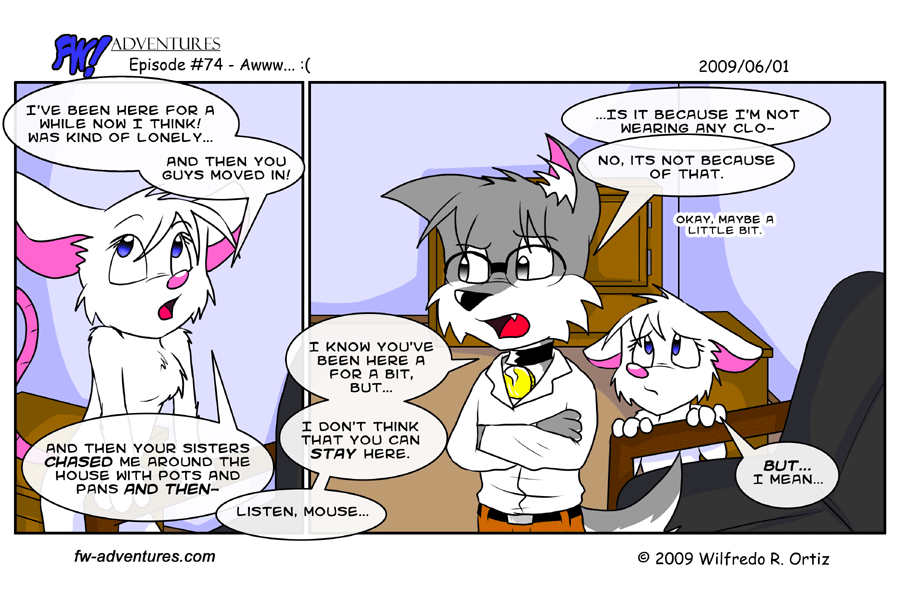 FW! ADVENTURES
Episode #74 - Awww... :(
2009/06/01
I'VE BEEN HERE FOR A
WHILE NOW I THINK!
WAS KIND OF LONELY...
AND THEN YOU
GUYS MOVED IN!
AND THEN YOUR SISTERS
CHASED ME AROUND THE
HOUSE WITH POTS AND
PANS AND THEN-
LISTEN, MOUSE...
I DON'T THINK
THAT YOU CAN
STAY HERE.
I KNOW YOU'VE
BEEN HERE A
FOR A BIT,
BUT...
BUT...
I MEAN...
...IS IT BECAUSE I'M NOT
WEARING ANY CLO-
NO, ITS NOT BECAUSE
OF THAT.
OKAY, MAYBE A
LITTLE BIT.
fw-adventures.com
© 2009 Wilfredo R. Ortiz